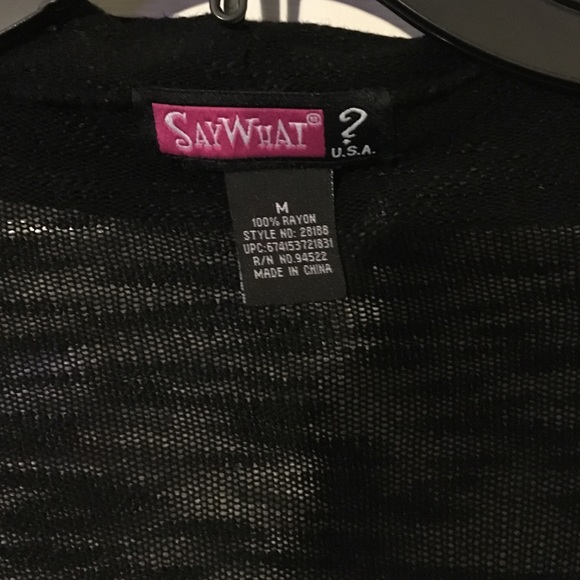 SAYWHAT® ?
U.S.A.
M
100% RAYON
STYLE NO: 28188
UPC:674153721831
R/N NO.94522
MADE IN CHINA